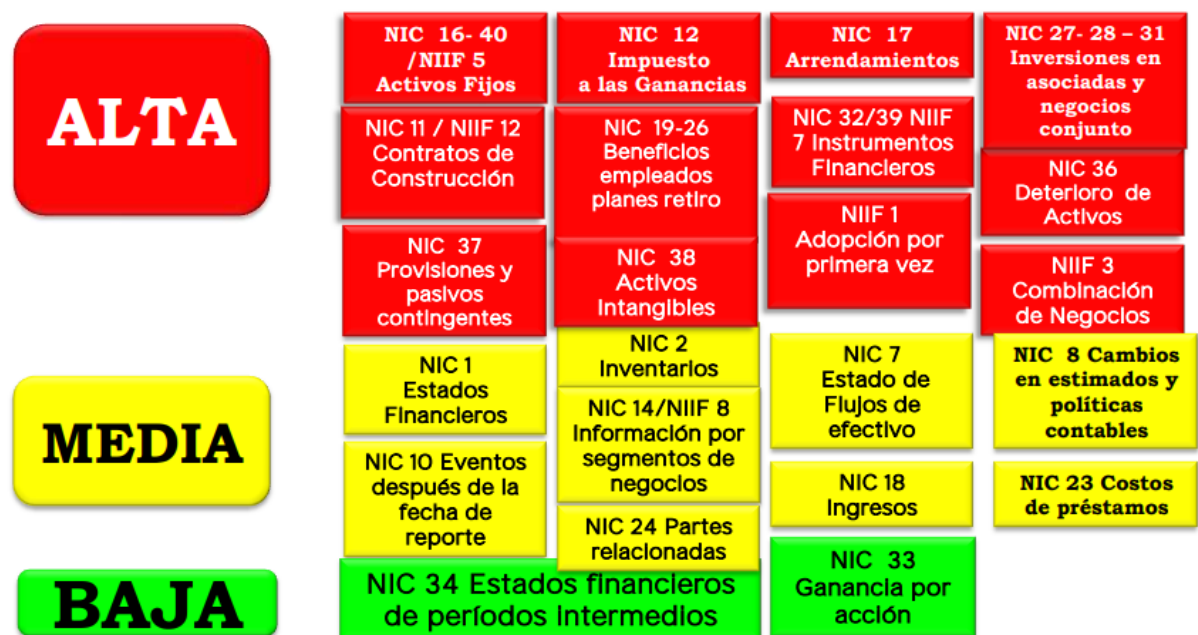 ALTA
NIC 16- 40
/NIIF 5
Activos Fijos
NIC 12
Impuesto
a las Ganancias
NIC 17
Arrendamientos
NIC 27- 28 – 31
Inversiones en
asociadas y
negocios
conjunto
NIC 11 / NIIF 12
Contratos de
Construcción
NIC 19-26
Beneficios
empleados
planes retiro
NIC 32/39 NIIF
7 Instrumentos
Financieros
NIC 36
Deterioro de
Activos
NIC 37
Provisiones y
pasivos
contingentes
NIC 38
Activos
Intangibles
NIIF 1
Adopción por
primera vez
NIIF 3
Combinación
de Negocios
MEDIA
NIC 1
Estados
Financieros
NIC 2
Inventarios
NIC 7
Estado de
Flujos de
efectivo
NIC 8 Cambios
en estimados y
políticas
contables
NIC 10 Eventos
después de la
fecha de
reporte
NIC 14/NIIF 8
Información por
segmentos de
negocios
NIC 18
Ingresos
NIC 23 Costos
de préstamos
NIC 24 Partes
relacionadas
BAJA
NIC 34 Estados financieros
de períodos intermedios
NIC 33
Ganancia por
acción